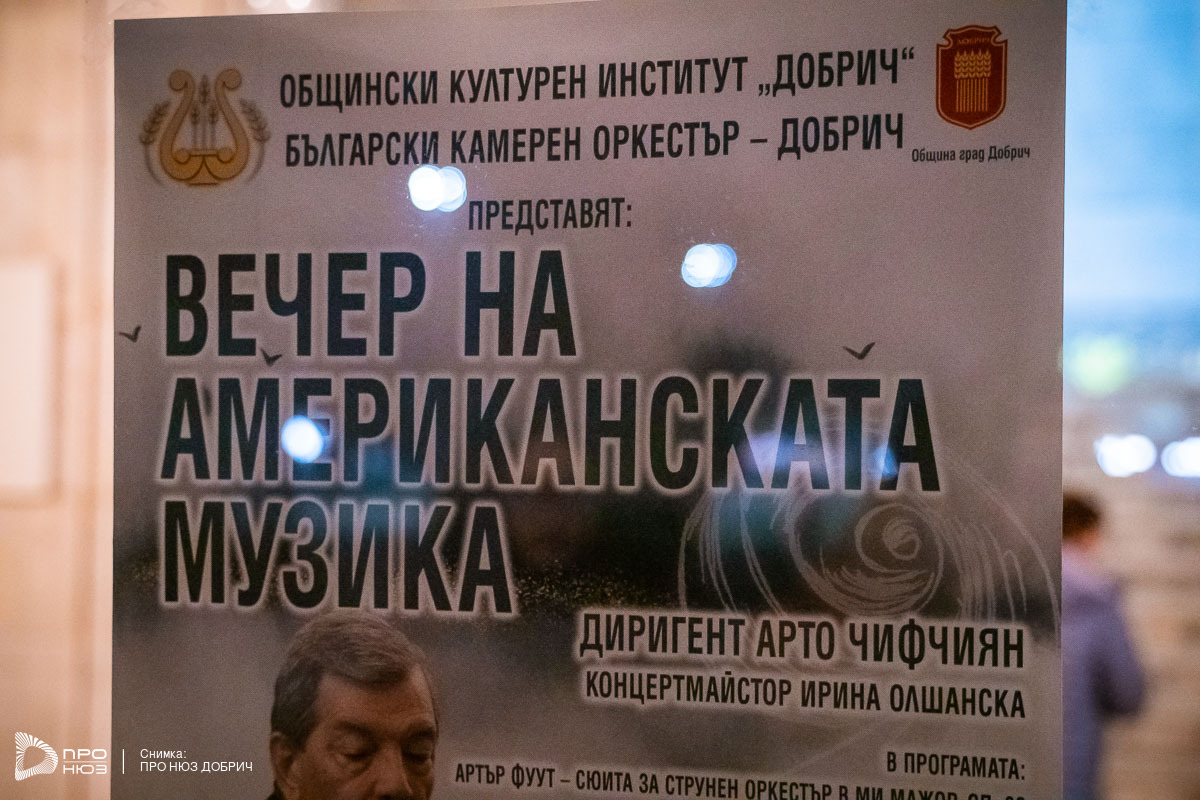 ОБЩИНСКИ КУЛТУРЕН ИНСТИТУТ „ДОБРИЧ“
БЪЛГАРСКИ КАМЕРЕН ОРКЕСТЪР – ДОБРИЧ
ДОБРИЧ
Община град Добрич
ПРЕДСТАВЯТ:
ВЕЧЕР НА
АМЕРИКАНСКАТА
МУЗИКА
ДИРИГЕНТ АРТО ЧИФЧИЯН
КОНЦЕРТМАЙСТОР ИРИНА ОЛШАНСКА
В ПРОГРАМАТА:
АРТЪР ФУУТ – СЮИТА ЗА СТРУНЕН ОРКЕСТЪР В МИ МАЖОР
ПРО
НЮЗ
Снимка:
ПРО НЮЗ ДОБРИЧ